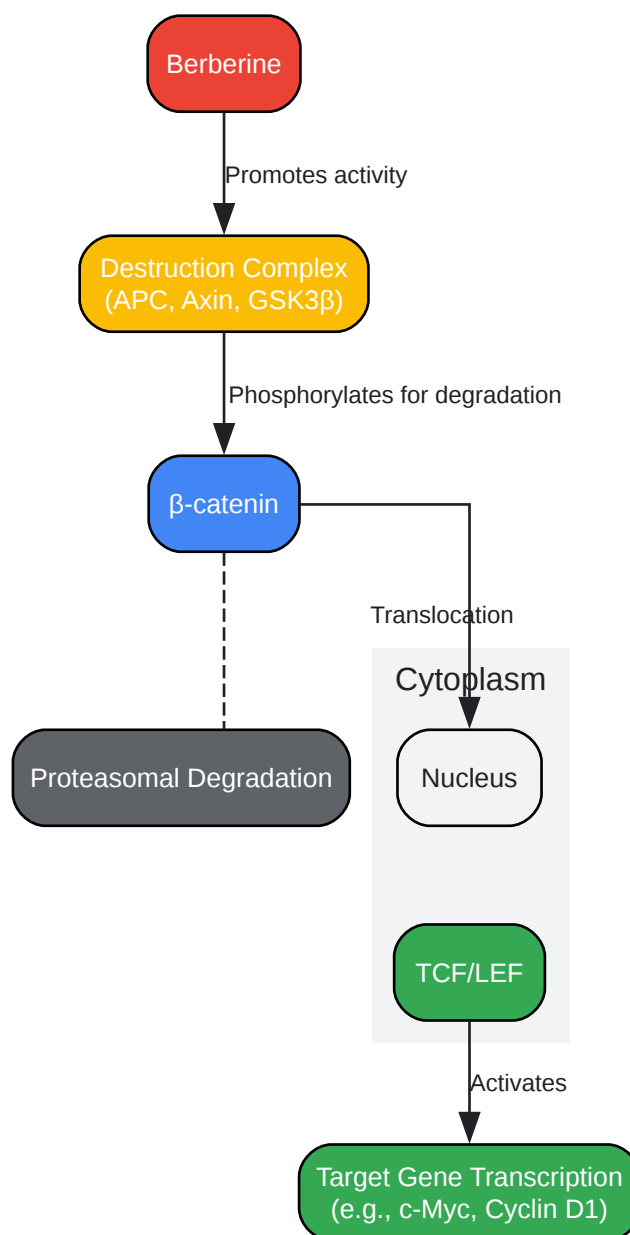 Berberine
Promotes activity
Destruction Complex
(APC, Axin, GSK3β)
Phosphorylates for degradation
β-catenin
Translocation
Cytoplasm
Proteasomal Degradation
Nucleus
TCF/LEF
Activates
Target Gene Transcription
(e.g., c-Myc, Cyclin D1)